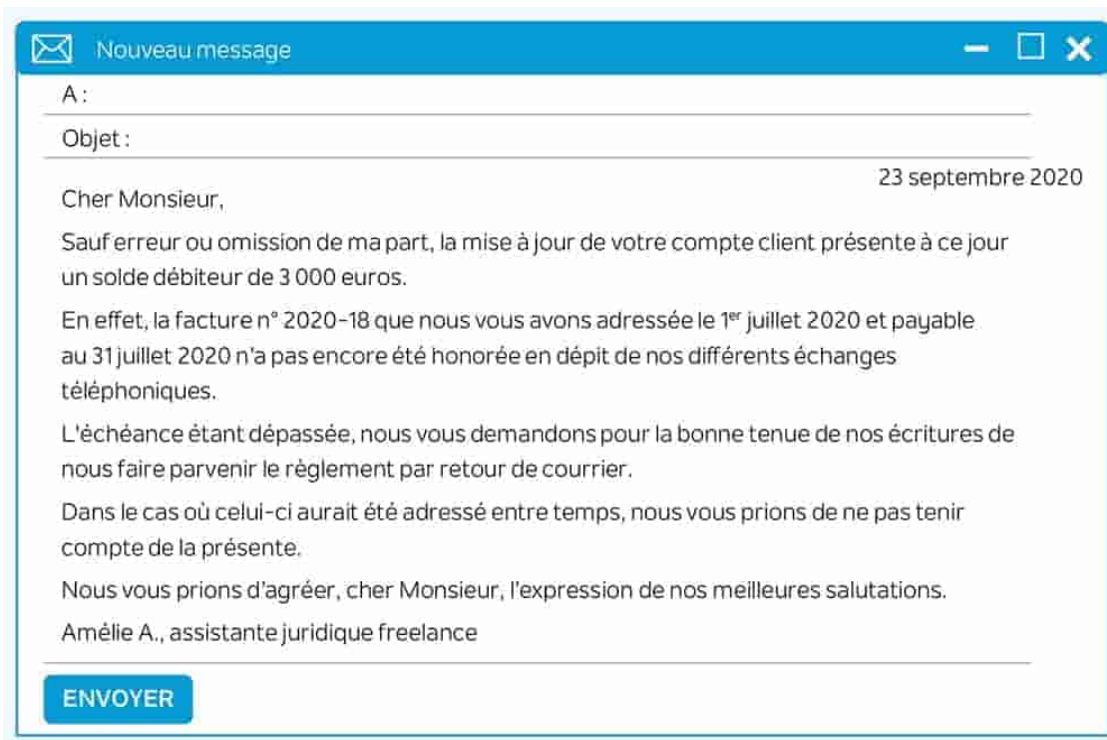 Nouveau message
A :
Objet :
23 septembre 2020
Cher Monsieur,
Sauf erreur ou omission de ma part, la mise à jour de votre compte client présente à ce jour
un solde débiteur de 3 000 euros.
En effet, la facture n° 2020-18 que nous vous avons adressée le 1er juillet 2020 et payable
au 31 juillet 2020 n'a pas encore été honorée en dépit de nos différents échanges
téléphoniques.
L'échéance étant dépassée, nous vous demandons pour la bonne tenue de nos écritures de
nous faire parvenir le règlement par retour de courrier.
Dans le cas où celui-ci aurait été adressé entre temps, nous vous prions de ne pas tenir
compte de la présente.
Nous vous prions d'agréer, cher Monsieur, l'expression de nos meilleures salutations.
Amélie A., assistante juridique freelance
ENVOYER